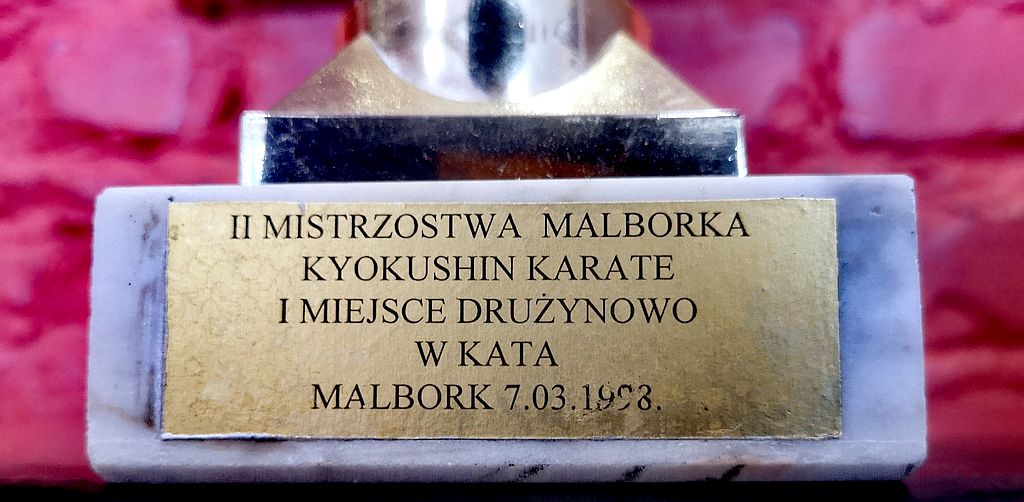 II MISTRZOSTWA MALBORKA
KYOKUSHIN KARATE
I MIEJSCE DRUŻYNOWO
W KATA
MALBORK 7.03.1998.